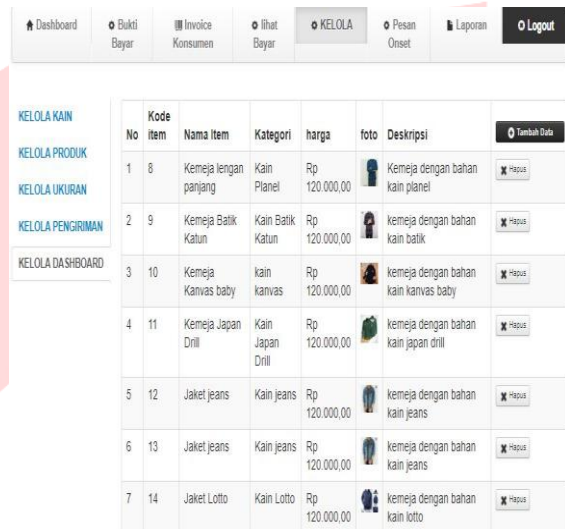 Dashboard Bukti Bayar Invoice Konsumen lihat Bayar KELOLA Pesan Onset Laporan Logout
KELOLA KAIN
KELOLA PRODUK
KELOLA UKURAN
KELOLA PENGIRIMAN
KELOLA DASHBOARD
No Kode item Nama Item Kategori harga foto Deskripsi Tambah Data
1 8 Kemeja lengan panjang Kain Planel Rp 120.000,00 Kemeja dengan bahan kain planel Hapus
2 9 Kemeja Batik Katun Kain Batik Katun Rp 120.000,00 kemeja dengan bahan kain batik Hapus
3 10 Kemeja Kanvas baby kain kanvas Rp 120.000,00 kemeja dengan bahan kain kanvas baby Hapus
4 11 Kemeja Japan Drill Kain Japan Drill Rp 120.000,00 kemeja dengan bahan kain japan drill Hapus
5 12 Jaket jeans Kain jeans Rp 120.000,00 kemeja dengan bahan kain jeans Hapus
6 13 Jaket jeans Kain jeans Rp 120.000,00 kemeja dengan bahan kain jeans Hapus
7 14 Jaket Lotto Kain Lotto Rp 120.000,00 kemeja dengan bahan kain lotto Hapus